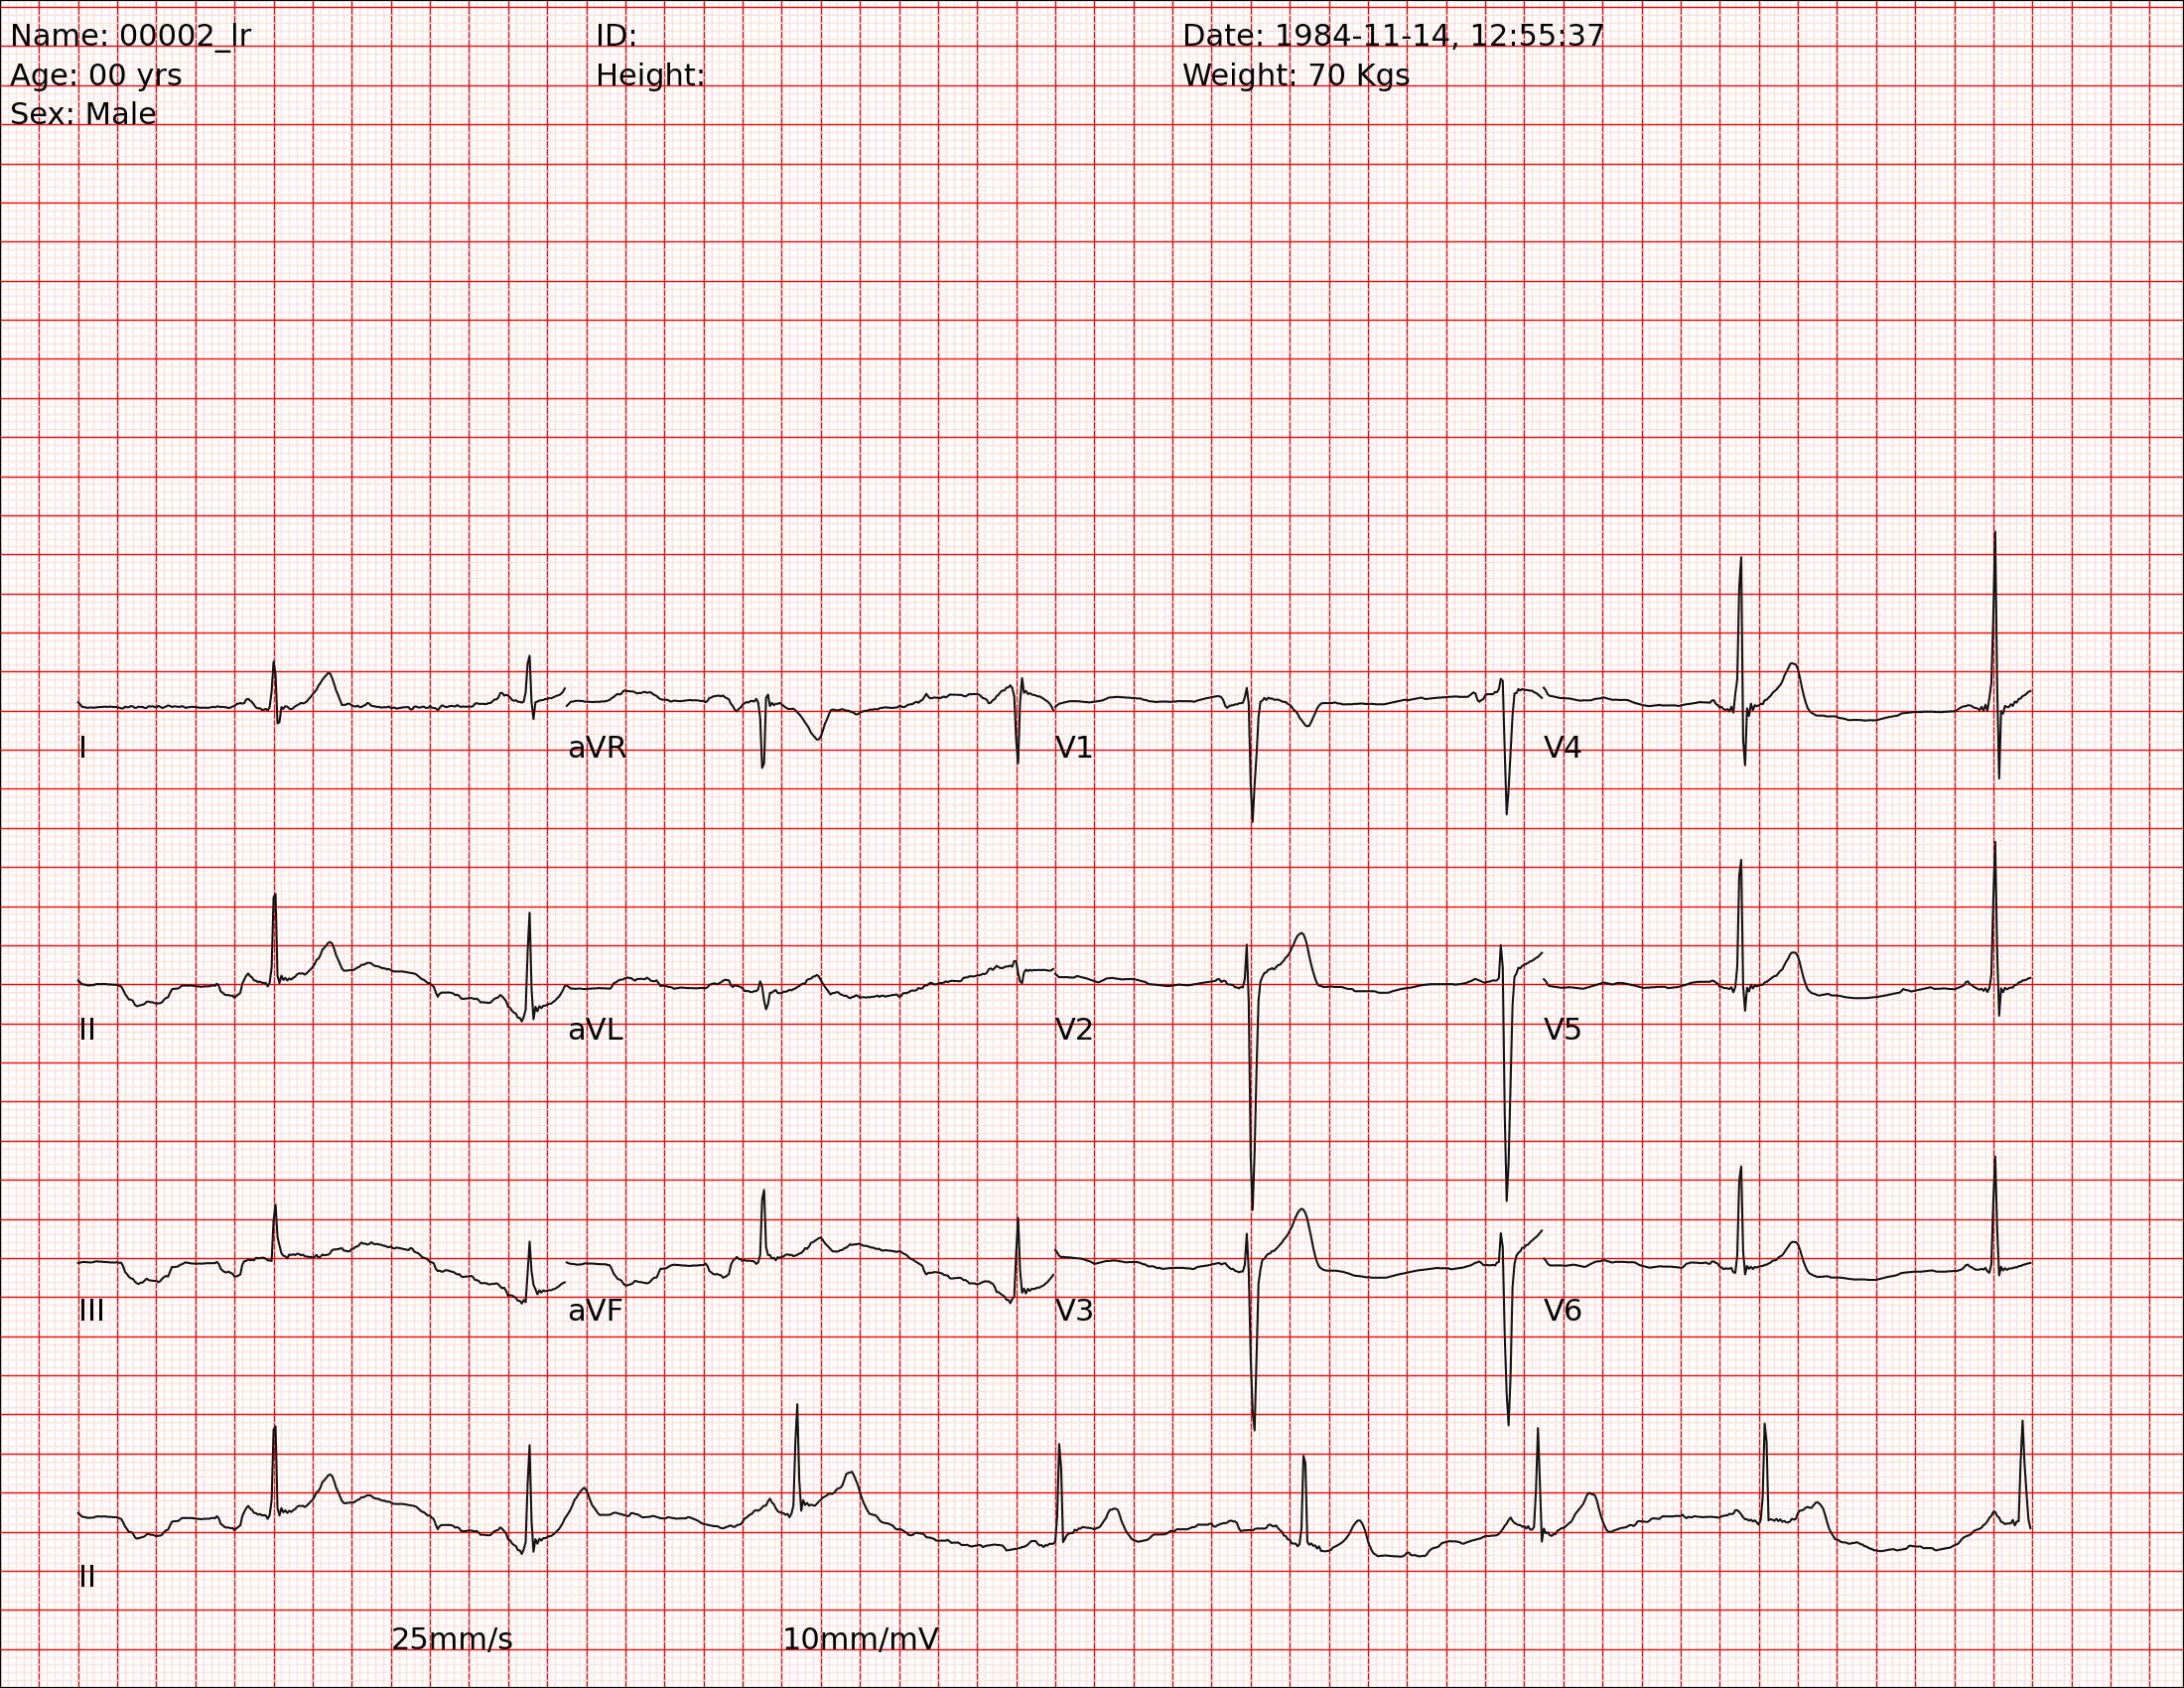 Name: 00002_lr ID: Date: 1984-11-14, 12:55:37
Age: 00 yrs Height: Weight: 70 Kgs
Sex: Male
I aVR V1 V4
II aVL V2 V5
III aVF V3 V6
II
25mm/s 10mm/mV